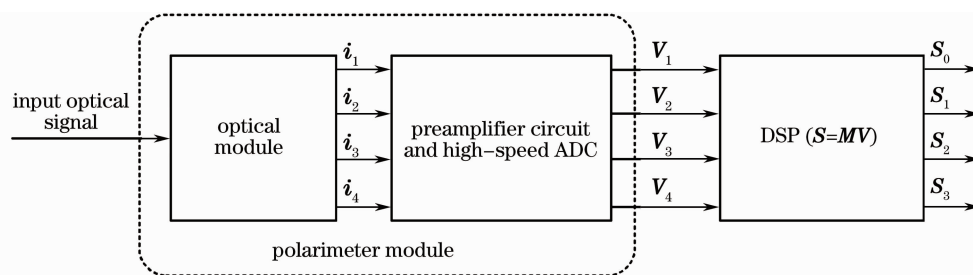 input optical
signal
optical
module
i₁
i₂
i₃
i₄
preamplifier circuit
and high-speed ADC
polarimeter module
V₁
V₂
V₃
V₄
DSP (S=MV)
S₀
S₁
S₂
S₃